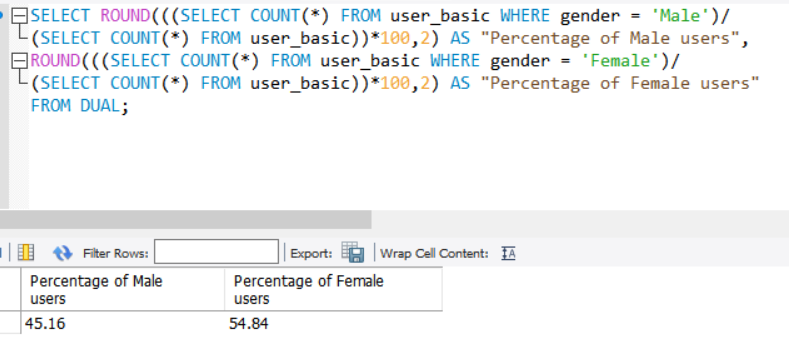 SELECT ROUND(((SELECT COUNT(*) FROM user_basic WHERE gender = 'Male')/
(SELECT COUNT(*) FROM user_basic))*100,2) AS "Percentage of Male users",
ROUND(((SELECT COUNT(*) FROM user_basic WHERE gender = 'Female')/
(SELECT COUNT(*) FROM user_basic))*100,2) AS "Percentage of Female users"
FROM DUAL;
Filter Rows: Export: Wrap Cell Content:
Percentage of Male Percentage of Female
users users
45.16 54.84